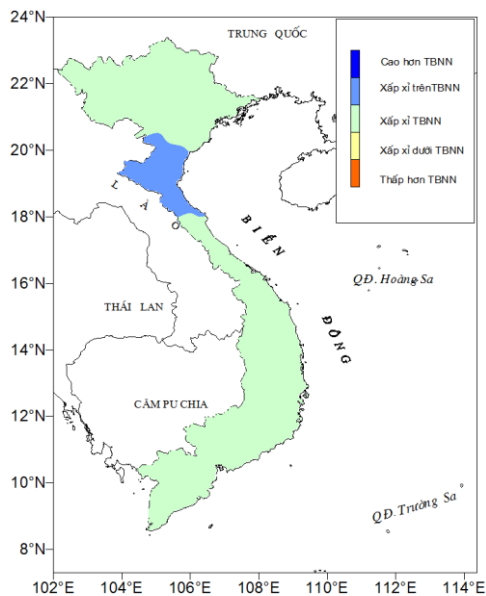 24°N
22°N
20°N
18°N
16°N
14°N
12°N
10°N
8°N
102°E 104°E 106°E 108°E 110°E 112°E 114°E
TRUNG QUỐC
Cao hơn TBNN
Xấp xỉ trênTBNN
Xấp xỉ TBNN
Xấp xỉ dưới TBNN
Thấp hơn TBNN
LÀO
BIỂN
ĐÔNG
QĐ. Hoàng Sa
THÁI LAN
CĂM PU CHIA
QĐ. Trường Sa